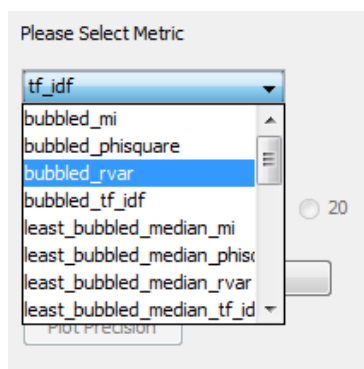 Please Select Metric
tf_idf
bubbled_mi
bubbled_phisquare
bubbled_rvar
bubbled_tf_idf
20
least_bubbled_median_mi
least_bubbled_median_phisc
least_bubbled_median_rvar
least_bubbled_median_tf_id
Plot Precision